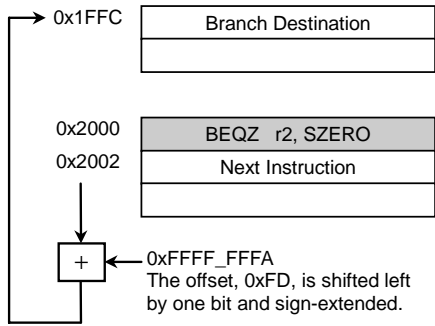 0x1FFC
Branch Destination
0x2000
BEQZ r2, SZERO
0x2002
Next Instruction
+
0xFFFF_FFFA
The offset, 0xFD, is shifted left
by one bit and sign-extended.